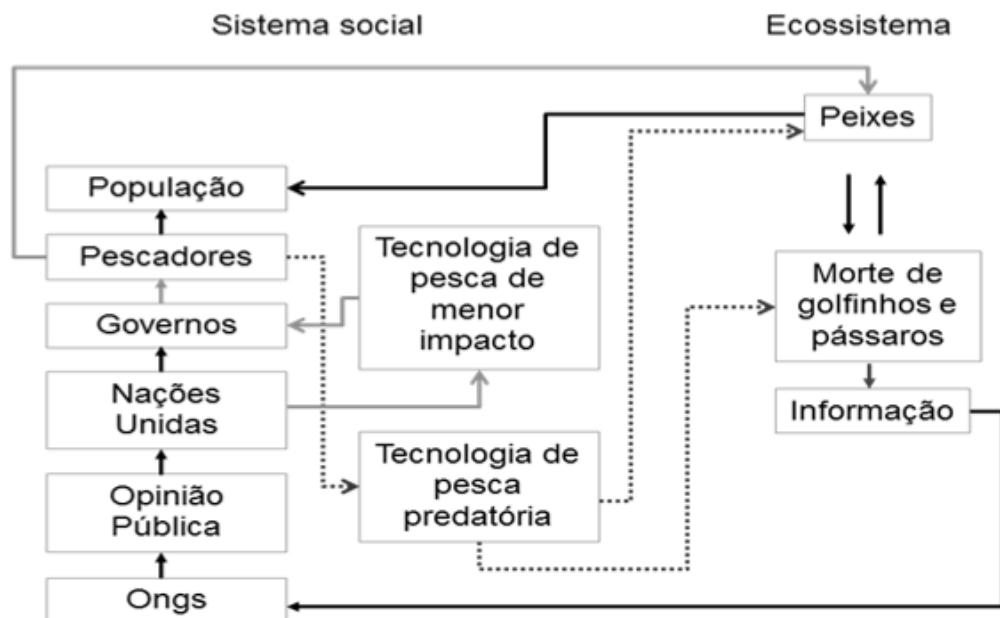 Sistema social
Ecossistema
Peixes
População
Pescadores
Tecnologia de
pesca de
menor
impacto
Governos
Morte de
golfinhos e
pássaros
Nações
Unidas
Informação
Tecnologia de
pesca
predatória
Opinião
Pública
Ongs